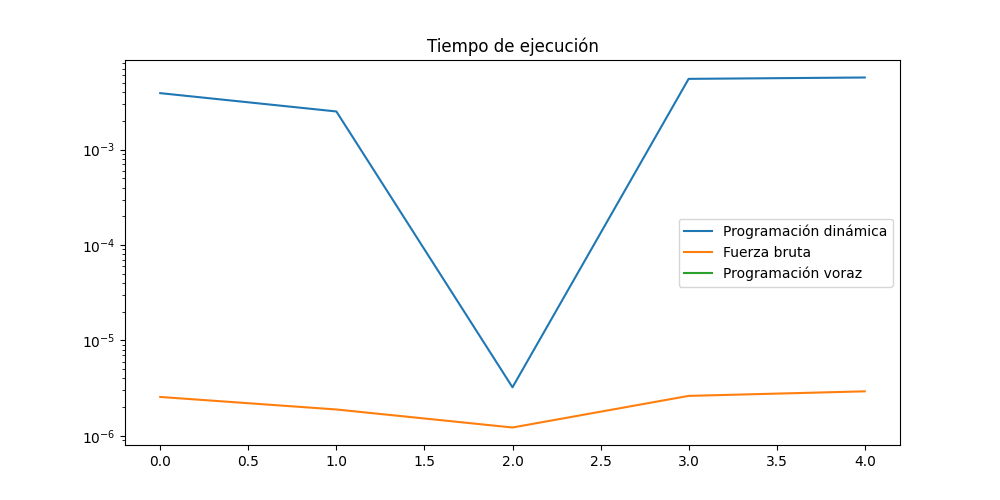 Tiempo de ejecución
10⁻³
10⁻⁴
10⁻⁵
10⁻⁶
Programación dinámica
Fuerza bruta
Programación voraz
0.0 0.5 1.0 1.5 2.0 2.5 3.0 3.5 4.0